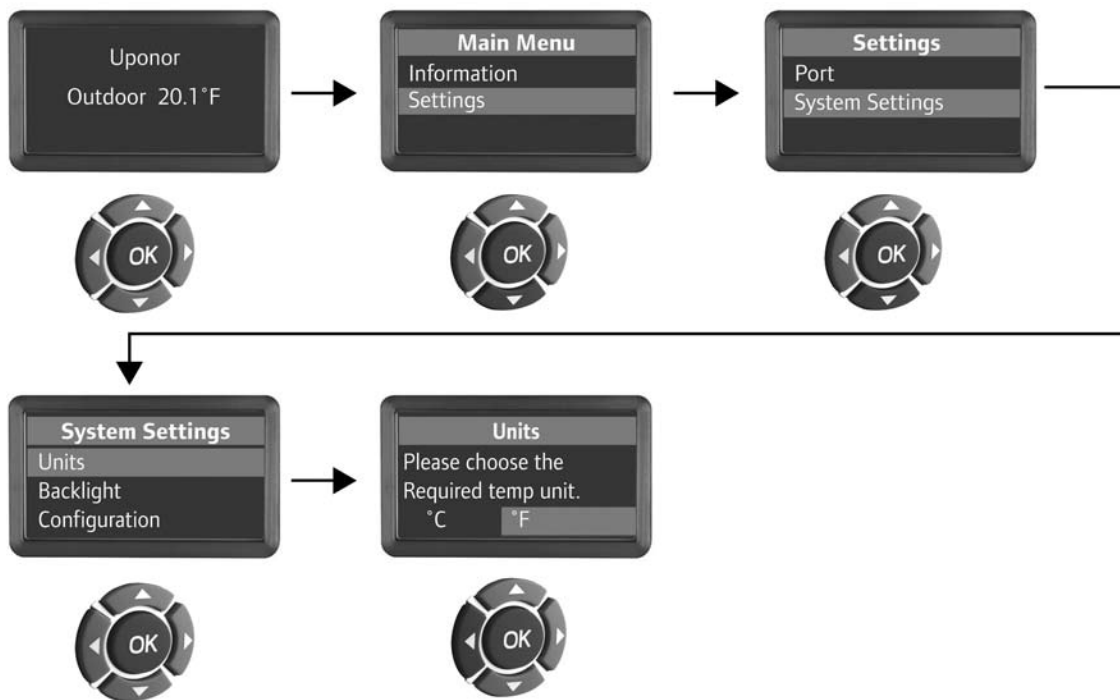 Uponor
Outdoor 20.1°F
Main Menu
Information
Settings
Settings
Port
System Settings
OK
OK
OK
System Settings
Units
Backlight
Configuration
Units
Please choose the
Required temp unit.
°C °F
OK
OK